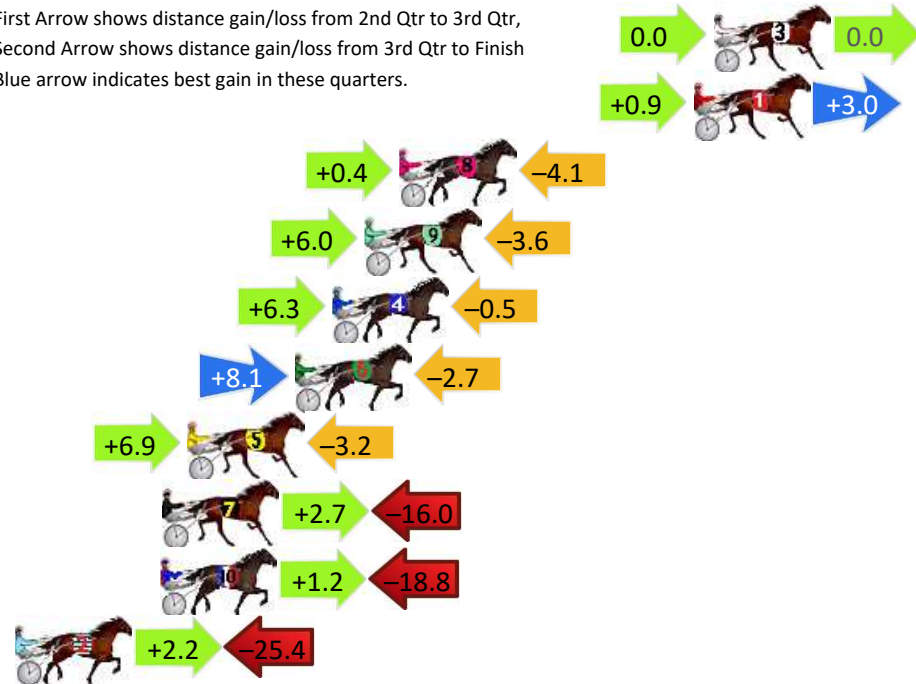 First Arrow shows distance gain/loss from 2nd Qtr to 3rd Qtr,
Second Arrow shows distance gain/loss from 3rd Qtr to Finish
Blue arrow indicates best gain in these quarters.
0.0 3 0.0
+0.9 1 +3.0
+0.4 8 –4.1
+6.0 9 –3.6
+6.3 4 –0.5
+8.1 6 –2.7
+6.9 5 –3.2
7 +2.7 –16.0
10 +1.2 –18.8
2 +2.2 –25.4